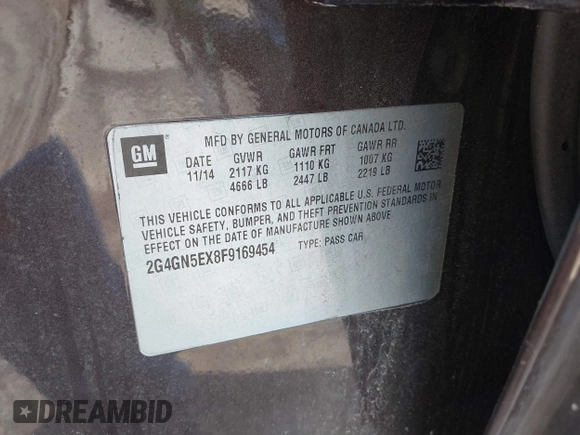 GM
MFD BY GENERAL MOTORS OF CANADA LTD.
DATE GVWR GAWR FRT GAWR RR
11/14 2117 KG 1110 KG 1007 KG
4666 LB 2447 LB 2219 LB
THIS VEHICLE CONFORMS TO ALL APPLICABLE U.S. FEDERAL MOTOR
VEHICLE SAFETY, BUMPER, AND THEFT PREVENTION STANDARDS IN
EFFECT ON THE DATE OF MANUFACTURE SHOWN ABOVE
2G4GN5EX8F9169454 TYPE: PASS CAR
DREAMBID